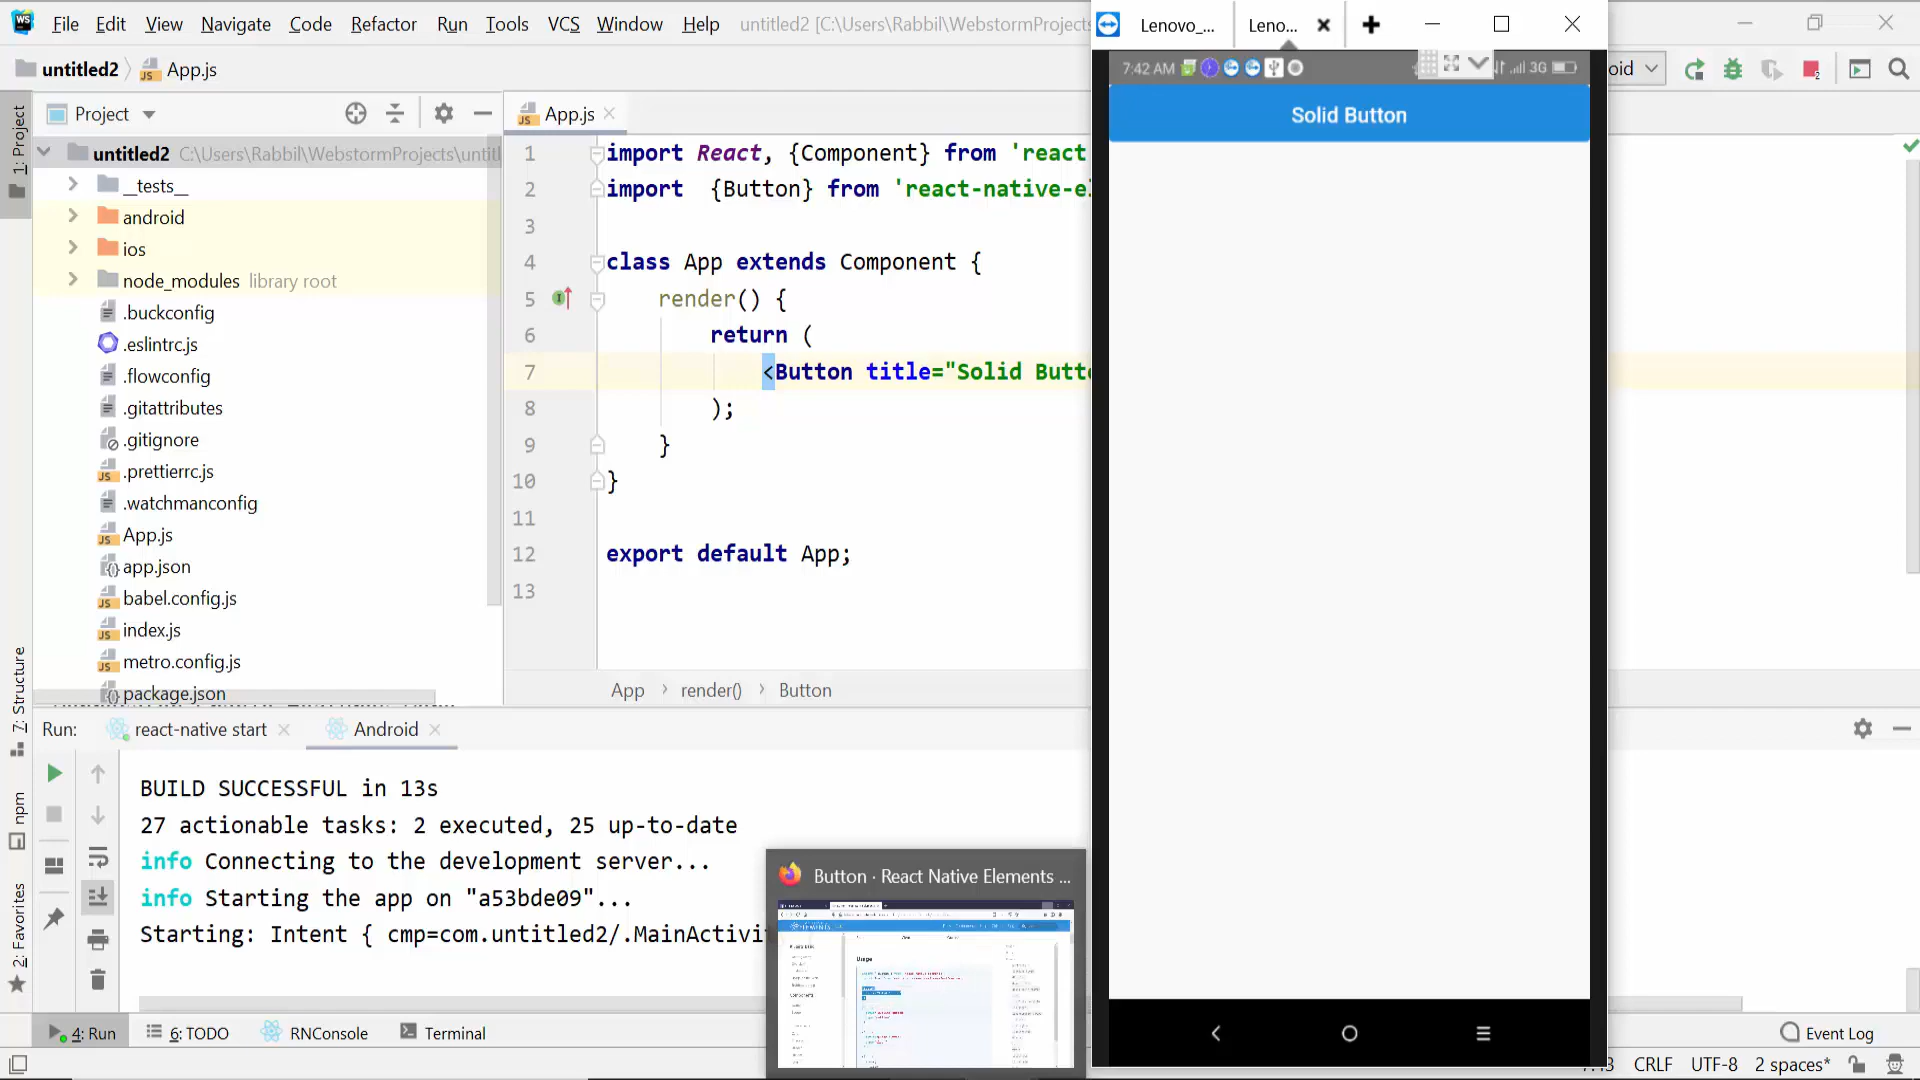 File Edit View Navigate Code Refactor Run Tools VCS Window Help untitled2 [C:\Users\Rabbil\WebstormProjects
Lenovo_... Leno...
untitled2 App.js
7:42 AM 3G
oid
Project
App.js
Solid Button
1: Project
untitled2 C:\Users\Rabbil\WebstormProjects\untitl
__tests__
android
ios
node_modules library root
.buckconfig
.eslintrc.js
.flowconfig
.gitattributes
.gitignore
.prettierrc.js
.watchmanconfig
App.js
app.json
babel.config.js
index.js
metro.config.js
package.json
1 import React, {Component} from 'react
2 import {Button} from 'react-native-el
3
4 class App extends Component {
5 render() {
6 return (
7 <Button title="Solid Butto
8 );
9 }
10 }
11
12 export default App;
13
App render() Button
7: Structure
npm
2: Favorites
Run: react-native start Android
BUILD SUCCESSFUL in 13s
27 actionable tasks: 2 executed, 25 up-to-date
info Connecting to the development server...
info Starting the app on "a53bde09"...
Starting: Intent { cmp=com.untitled2/.MainActivi
Button · React Native Elements ...
Usage
4: Run 6: TODO RNConsole Terminal
Event Log
CRLF UTF-8 2 spaces*